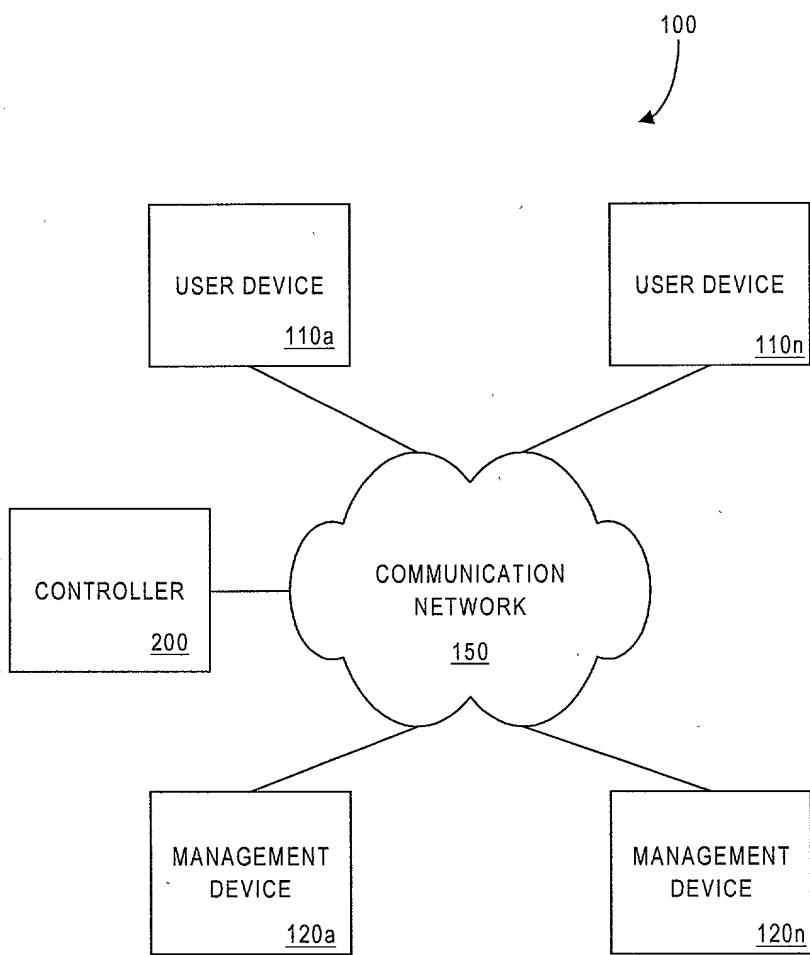 100
USER DEVICE
110a
USER DEVICE
110n
CONTROLLER
200
COMMUNICATION
NETWORK
150
MANAGEMENT
DEVICE
120a
MANAGEMENT
DEVICE
120n